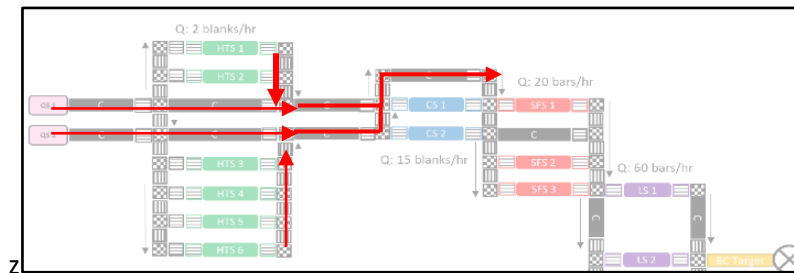 Q: 2 blanks/hr
HTS 1
HTS 2
C
Q: 20 bars/hr
QS 1
C
C
C
CS 1
SFS 1
C
C
C
CS 2
C
Q: 15 blanks/hr
HTS 3
SFS 2
Q: 60 bars/hr
HTS 4
SFS 3
LS 1
HTS 5
C
C
HTS 6
LS 2
BC Target
Z